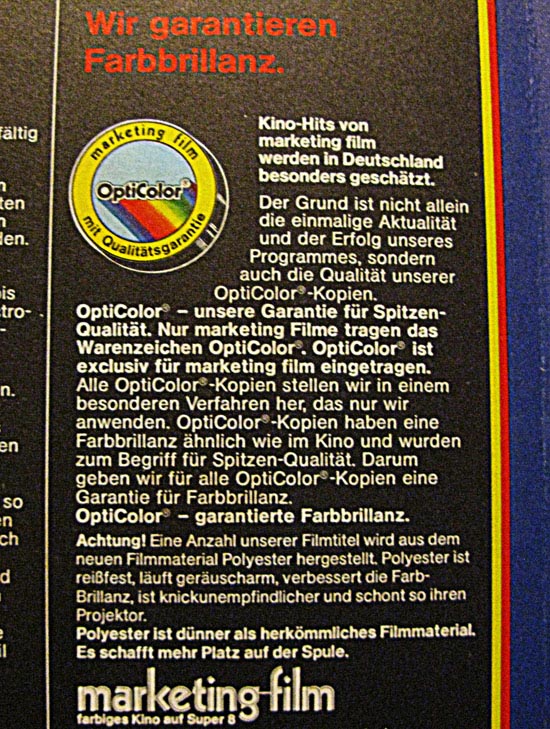 Wir garantieren
Farbbrillanz.
marketing film
OptiColor®
mit Qualitätsgarantie
Kino-Hits von
marketing film
werden in Deutschland
besonders geschätzt.
Der Grund ist nicht allein
die einmalige Aktualität
und der Erfolg unseres
Programmes, sondern
auch die Qualität unserer
OptiColor®-Kopien.
OptiColor® – unsere Garantie für Spitzen-
Qualität. Nur marketing Filme tragen das
Warenzeichen OptiColor®. OptiColor® ist
exclusiv für marketing film eingetragen.
Alle OptiColor®-Kopien stellen wir in einem
besonderen Verfahren her, das nur wir
anwenden. OptiColor®-Kopien haben eine
Farbbrillanz ähnlich wie im Kino und wurden
zum Begriff für Spitzen-Qualität. Darum
geben wir für alle OptiColor®-Kopien eine
Garantie für Farbbrillanz.
OptiColor® – garantierte Farbbrillanz.
Achtung! Eine Anzahl unserer Filmtitel wird aus dem
neuen Filmmaterial Polyester hergestellt. Polyester ist
reißfest, läuft geräuscharm, verbessert die Farb-
Brillanz, ist knickunempfindlicher und schont so ihren
Projektor.
Polyester ist dünner als herkömmliches Filmmaterial.
Es schafft mehr Platz auf der Spule.
marketing-film
farbiges Kino auf Super 8